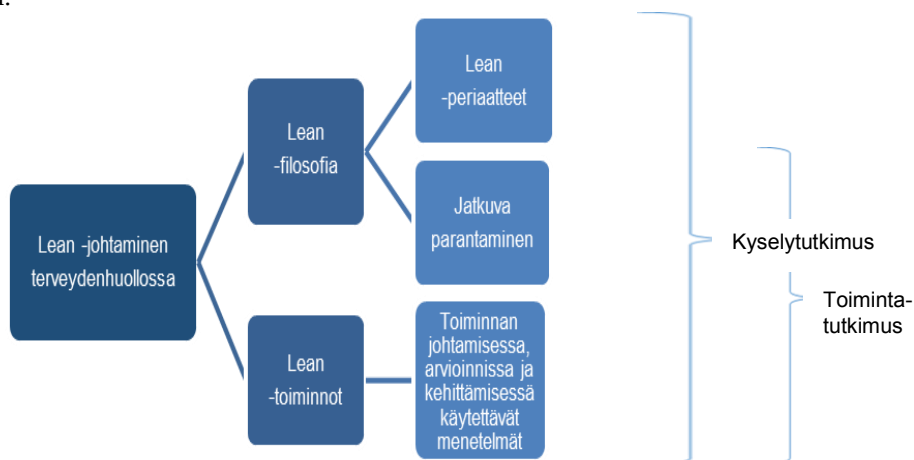 Lean -johtaminen
terveydenhuollossa
Lean
-filosofia
Lean
-toiminnot
Lean
-periaatteet
Jatkuva
parantaminen
Toiminnan
johtamisessa,
arvioinnissa ja
kehittämisessä
käytettävät
menetelmät
Kyselytutkimus
Toiminta-
tutkimus